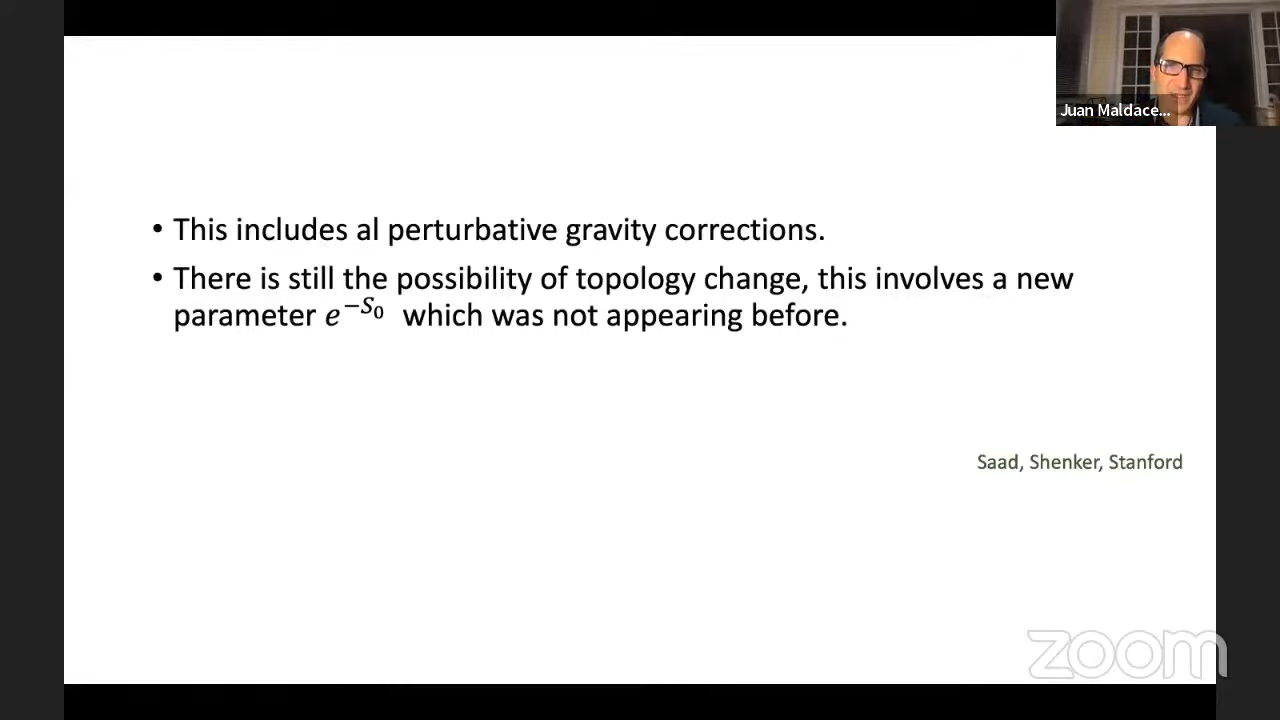 Juan Maldace...
• This includes al perturbative gravity corrections.
• There is still the possibility of topology change, this involves a new
parameter e^{-S_0} which was not appearing before.
Saad, Shenker, Stanford
zoom